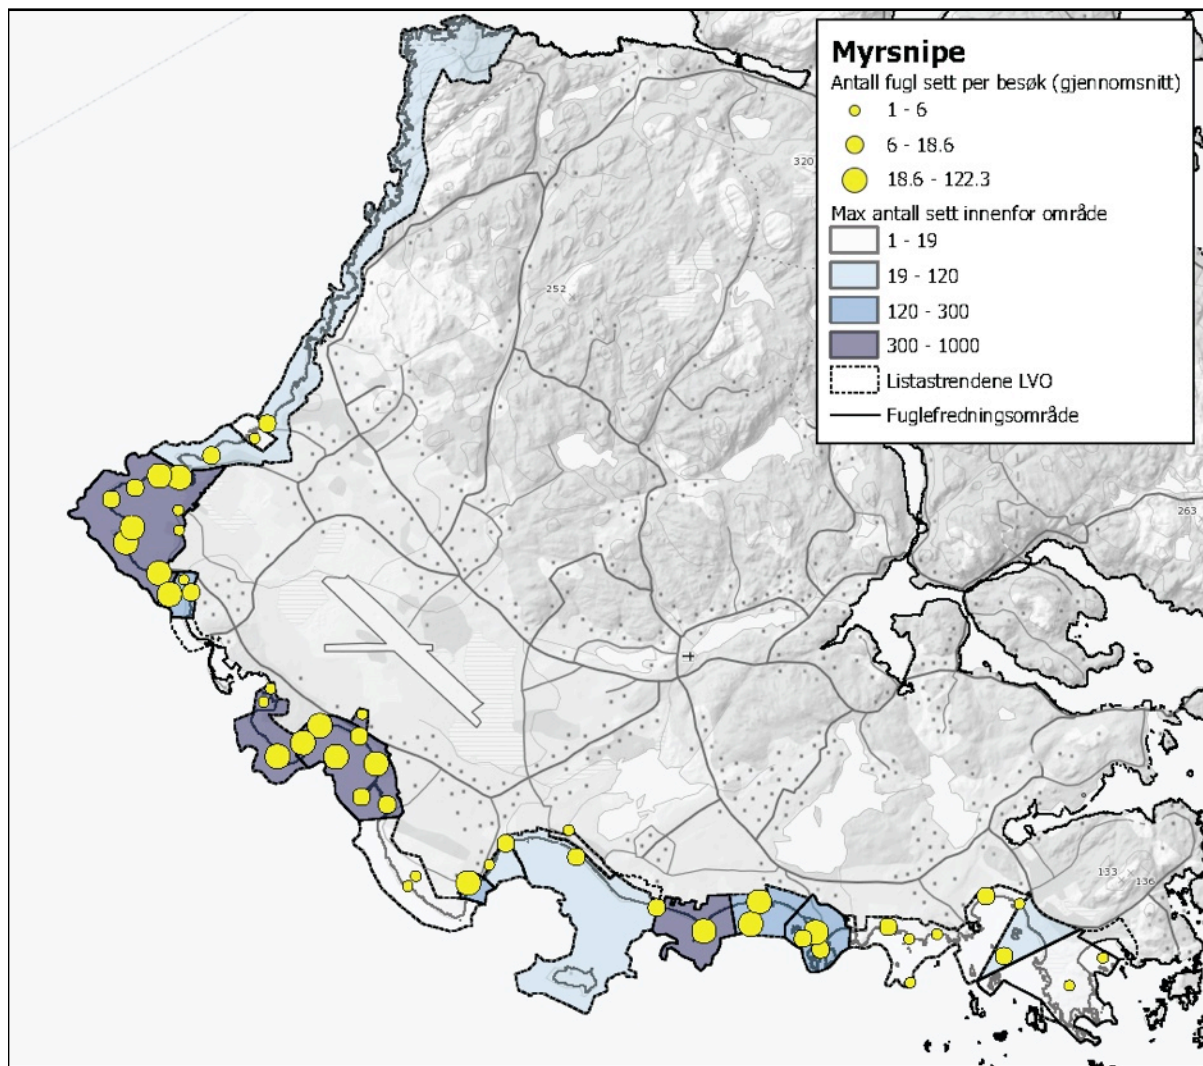 Myrsnipe
Antall fugl sett per besøk (gjennomsnitt)
1 - 6
6 - 18.6
18.6 - 122.3
Max antall sett innenfor område
1 - 19
19 - 120
120 - 300
300 - 1000
Listastrendene LVO
Fuglefredningsområde
320
252
263
133
136